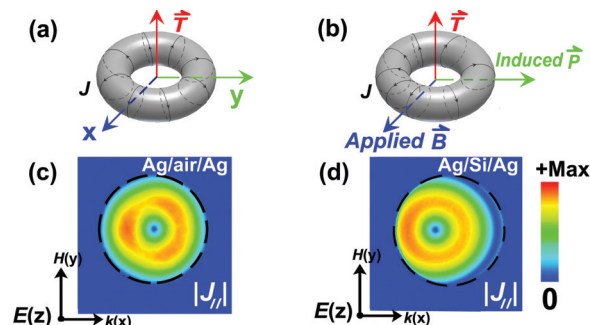 (a)
T
J
x
y
(b)
T
Induced P
J
Applied B
(c)
Ag/air/Ag
H(y)
|J//|
E(z)
k(x)
(d)
Ag/Si/Ag
H(y)
|J//|
E(z)
k(x)
+Max
0